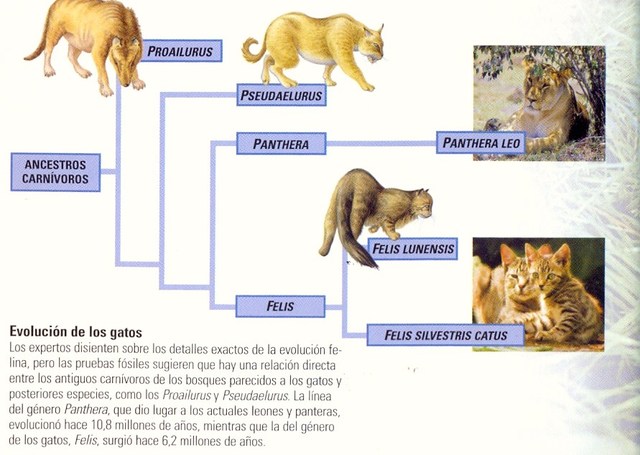 PROAILURUS
PSEUDAELURUS
PANTHERA
PANTHERA LEO
ANCESTROS
CARNÍVOROS
FELIS LUNENSIS
FELIS
FELIS SILVESTRIS CATUS
Evolución de los gatos
Los expertos disienten sobre los detalles exactos de la evolución fe-
lina, pero las pruebas fósiles sugieren que hay una relación directa
entre los antiguos carnívoros de los bosques parecidos a los gatos y
posteriores especies, como los Proailurus y Pseudaelurus. La línea
del género Panthera, que dio lugar a los actuales leones y panteras,
evolucionó hace 10,8 millones de años, mientras que la del género
de los gatos, Felis, surgió hace 6,2 millones de años.